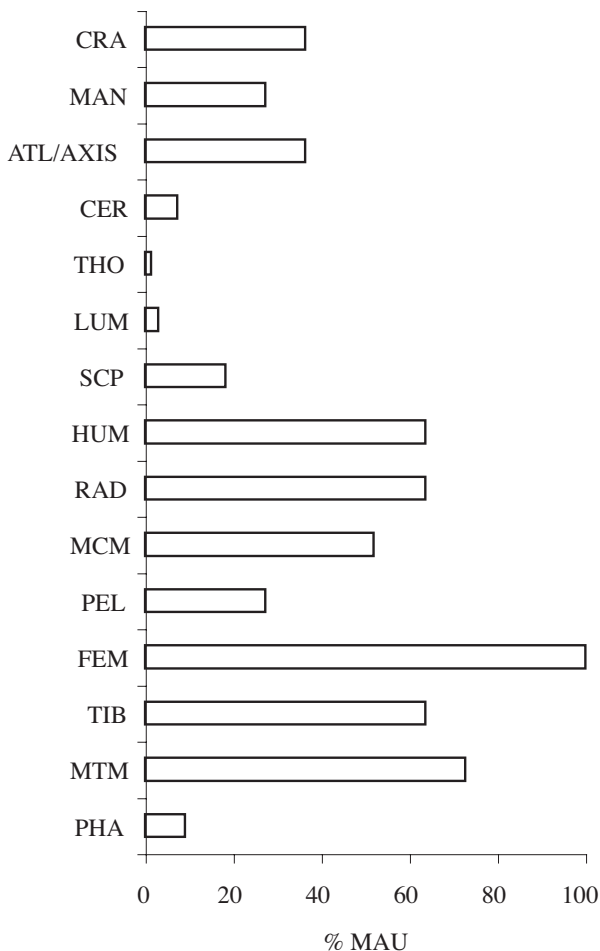 CRA
MAN
ATL/AXIS
CER
THO
LUM
SCP
HUM
RAD
MCM
PEL
FEM
TIB
MTM
PHA
0 20 40 60 80 100
% MAU